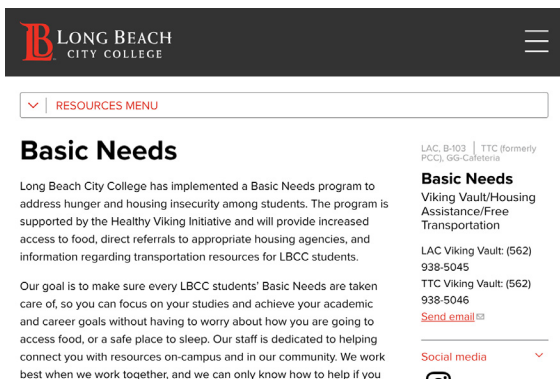 LONG BEACH
CITY COLLEGE
RESOURCES MENU
Basic Needs
Long Beach City College has implemented a Basic Needs program to
address hunger and housing insecurity among students. The program is
supported by the Healthy Viking Initiative and will provide increased
access to food, direct referrals to appropriate housing agencies, and
information regarding transportation resources for LBCC students.
Our goal is to make sure every LBCC students' Basic Needs are taken
care of, so you can focus on your studies and achieve your academic
and career goals without having to worry about how you are going to
access food, or a safe place to sleep. Our staff is dedicated to helping
connect you with resources on-campus and in our community. We work
best when we work together, and we can only know how to help if you
LAC, B-103 | TTC (formerly
PCC), GG-Cafeteria
Basic Needs
Viking Vault/Housing
Assistance/Free
Transportation
LAC Viking Vault: (562)
938-5045
TTC Viking Vault: (562)
938-5046
Send email
Social media